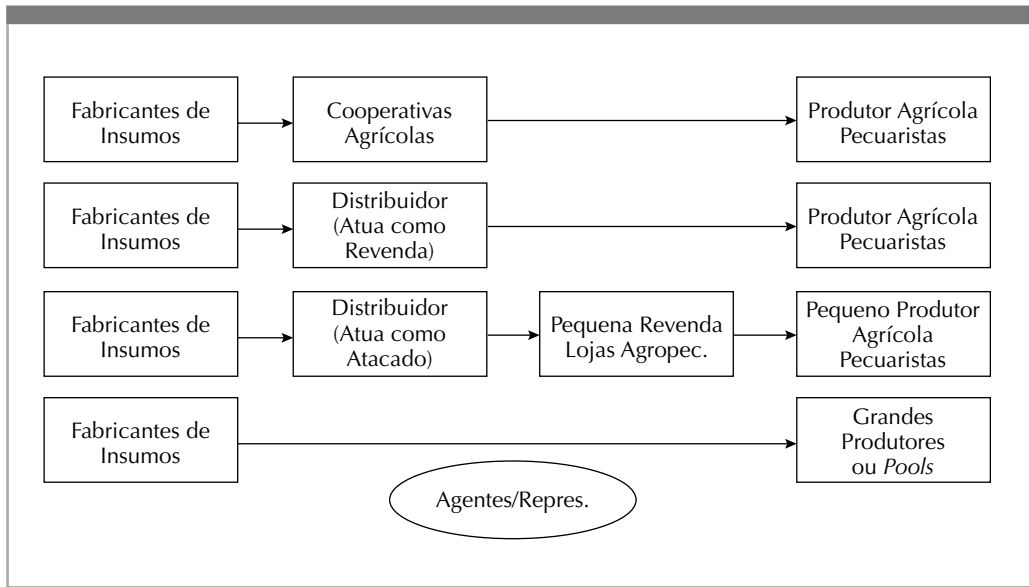 Fabricantes de
Insumos
Cooperativas
Agrícolas
Produtor Agrícola
Pecuaristas
Fabricantes de
Insumos
Distribuidor
(Atua como
Revenda)
Produtor Agrícola
Pecuaristas
Fabricantes de
Insumos
Distribuidor
(Atua como
Atacado)
Pequena Revenda
Lojas Agropec.
Pequeno Produtor
Agrícola
Pecuaristas
Fabricantes de
Insumos
Grandes
Produtores
ou Pools
Agentes/Repres.